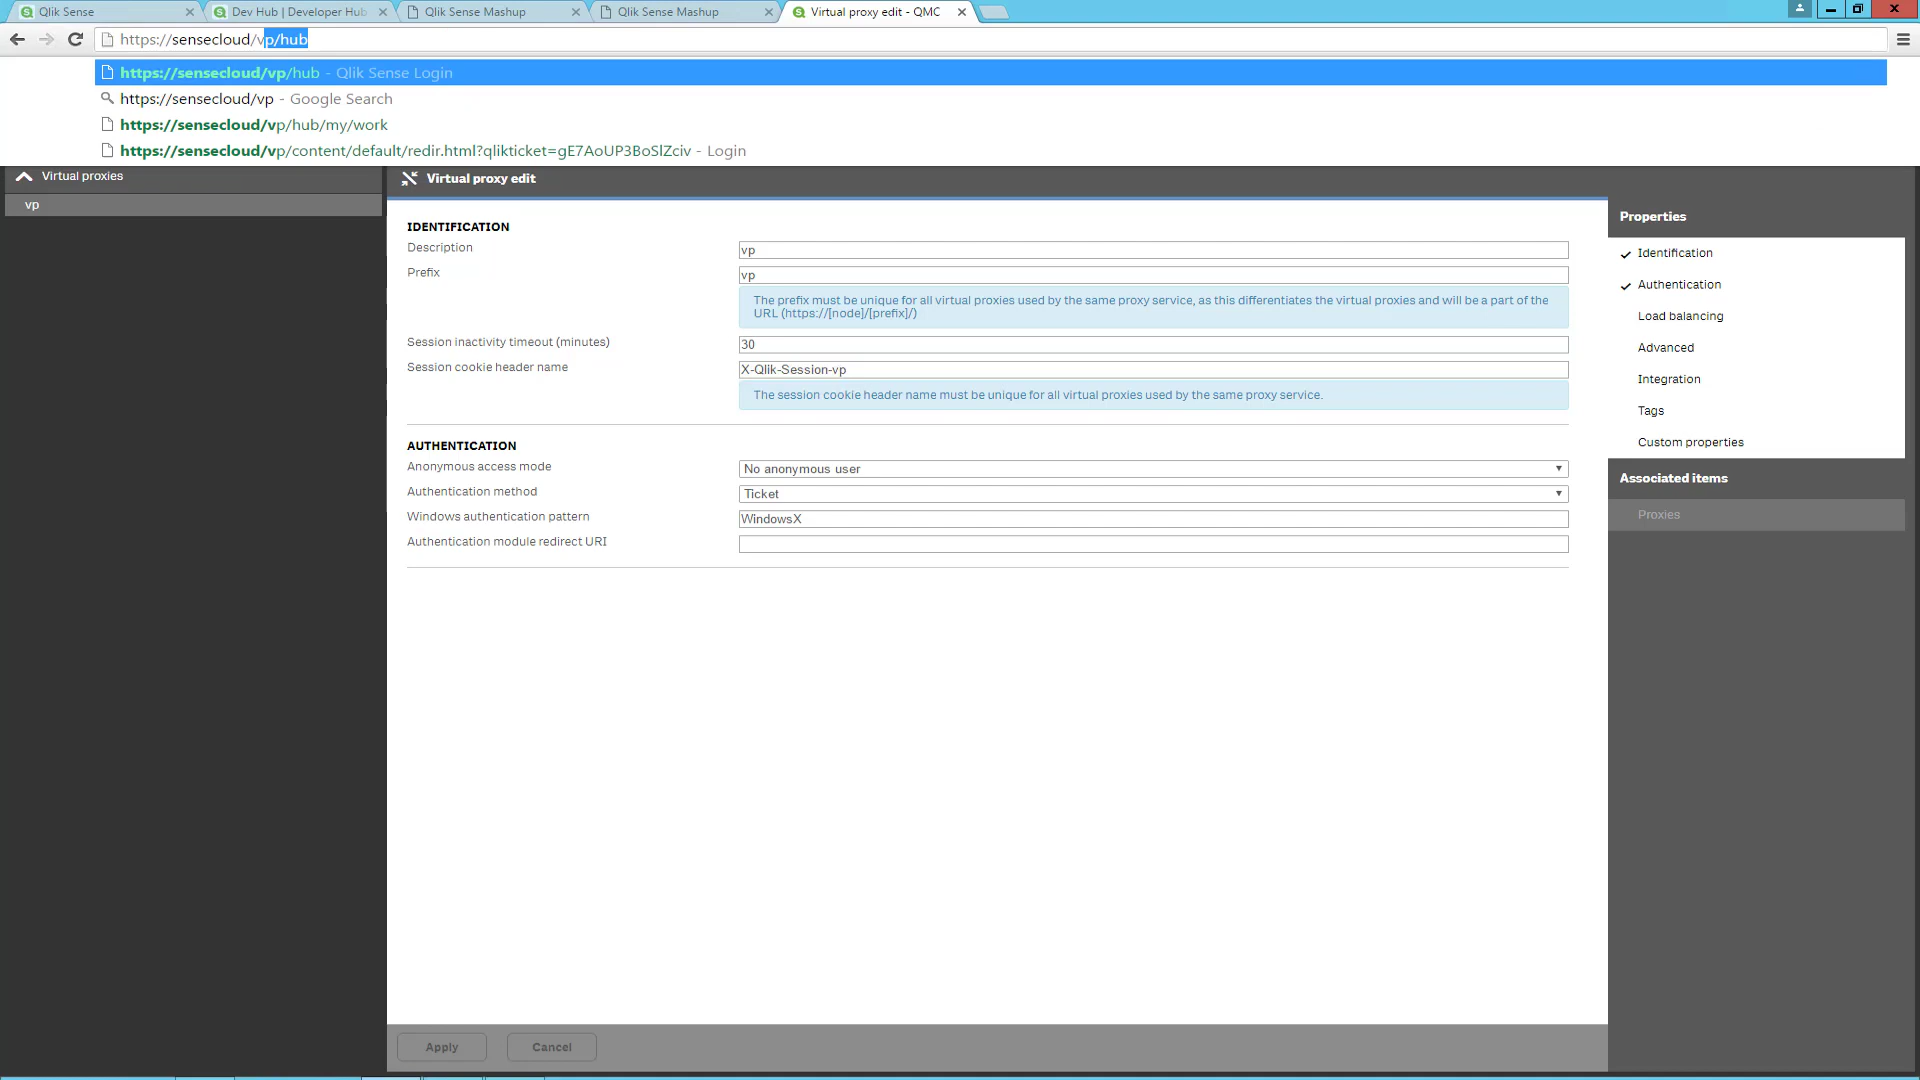 Qlik Sense
Dev Hub | Developer Hub
Qlik Sense Mashup
Qlik Sense Mashup
Virtual proxy edit - QMC
https://sensecloud/vp/hub
https://sensecloud/vp/hub - Qlik Sense Login
https://sensecloud/vp - Google Search
https://sensecloud/vp/hub/my/work
https://sensecloud/vp/content/default/redir.html?qlikticket=gE7AoUP3BoSlZciv - Login
Virtual proxies
vp
Virtual proxy edit
IDENTIFICATION
Description
vp
Prefix
vp
The prefix must be unique for all virtual proxies used by the same proxy service, as this differentiates the virtual proxies and will be a part of the
URL (https://[node]/[prefix]/)
Session inactivity timeout (minutes)
30
Session cookie header name
X-Qlik-Session-vp
The session cookie header name must be unique for all virtual proxies used by the same proxy service.
AUTHENTICATION
Anonymous access mode
No anonymous user
Authentication method
Ticket
Windows authentication pattern
WindowsX
Authentication module redirect URI
Apply
Cancel
Properties
Identification
Authentication
Load balancing
Advanced
Integration
Tags
Custom properties
Associated items
Proxies